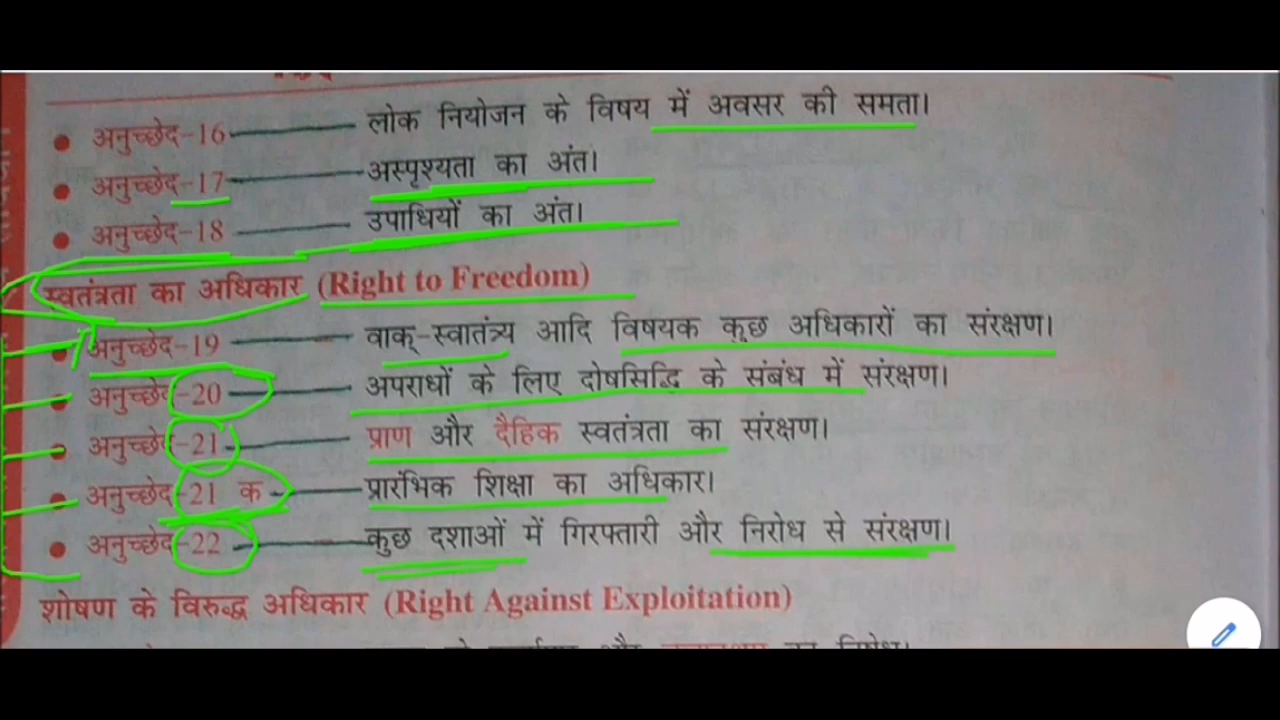 अनुच्छेद-16 लोक नियोजन के विषय में अवसर की समता।
अनुच्छेद-17 अस्पृश्यता का अंत।
अनुच्छेद-18 उपाधियों का अंत।
स्वतंत्रता का अधिकार (Right to Freedom)
अनुच्छेद-19 वाक्-स्वातंत्र्य आदि विषयक कुछ अधिकारों का संरक्षण।
अनुच्छेद-20 अपराधों के लिए दोषसिद्धि के संबंध में संरक्षण।
अनुच्छेद-21 प्राण और दैहिक स्वतंत्रता का संरक्षण।
अनुच्छेद-21 क प्रारंभिक शिक्षा का अधिकार।
अनुच्छेद-22 कुछ दशाओं में गिरफ्तारी और निरोध से संरक्षण।
शोषण के विरुद्ध अधिकार (Right Against Exploitation)